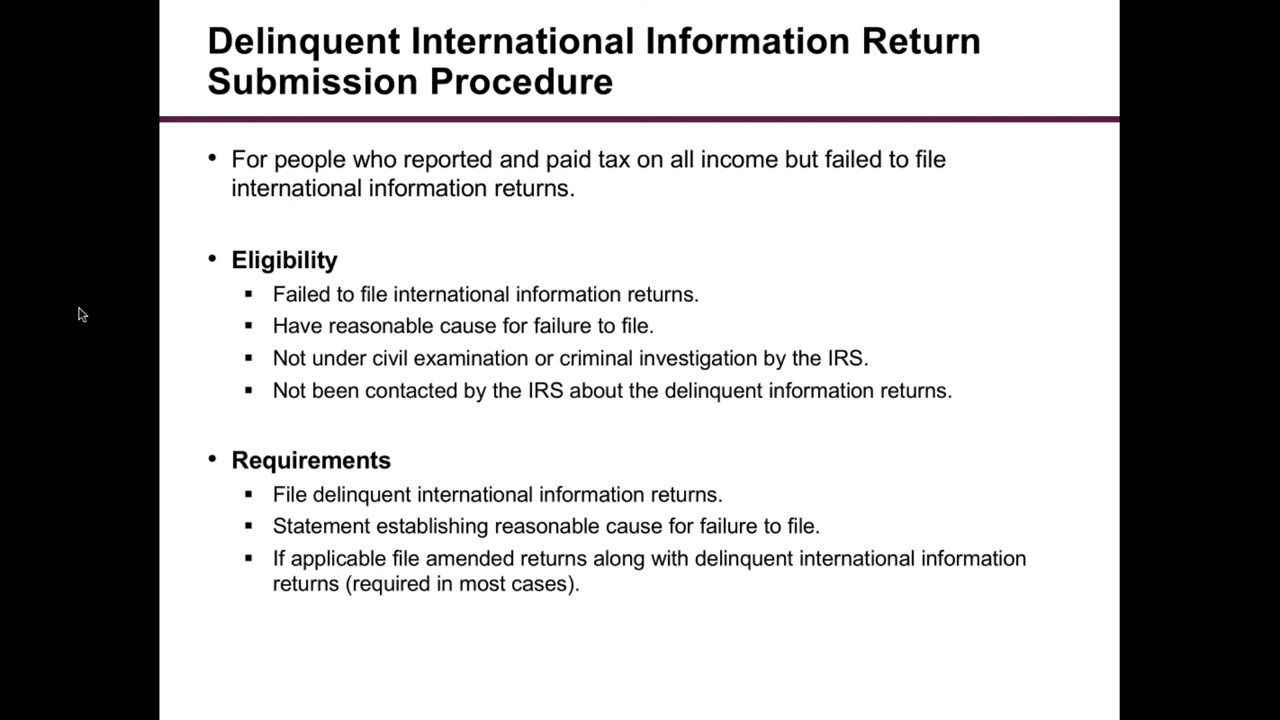 Delinquent International Information Return
Submission Procedure
• For people who reported and paid tax on all income but failed to file
international information returns.
• Eligibility
▪ Failed to file international information returns.
▪ Have reasonable cause for failure to file.
▪ Not under civil examination or criminal investigation by the IRS.
▪ Not been contacted by the IRS about the delinquent information returns.
• Requirements
▪ File delinquent international information returns.
▪ Statement establishing reasonable cause for failure to file.
▪ If applicable file amended returns along with delinquent international information
returns (required in most cases).